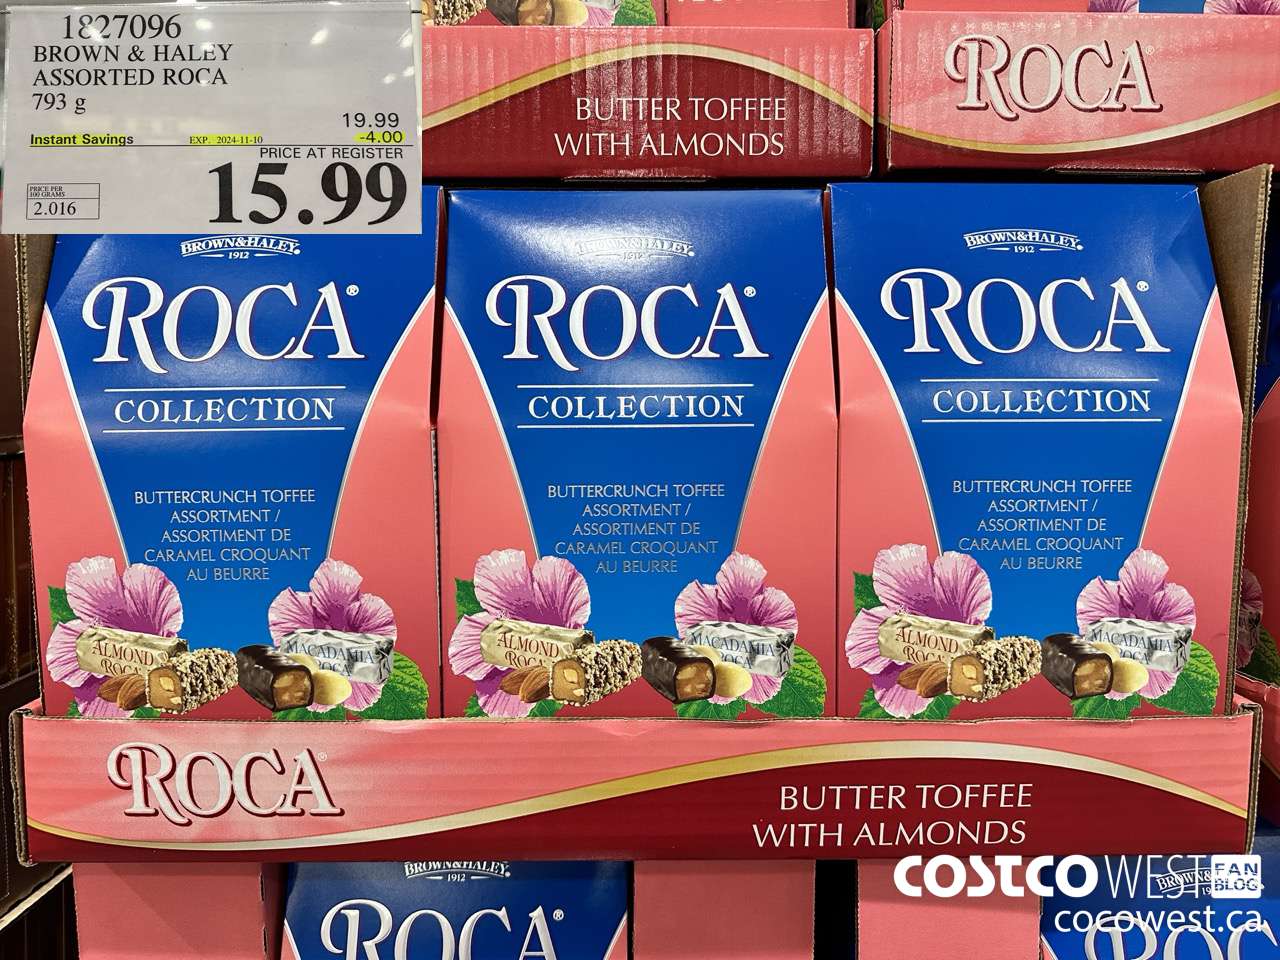 1827096
BROWN & HALEY
ASSORTED ROCA
793 g
19.99
Instant Savings EXP. 2024-11-10 -4.00
PRICE AT REGISTER
15.99
PRICE PER
100 GRAMS
2.016
BUTTER TOFFEE
WITH ALMONDS
ROCA
BROWN&HALEY®
1912
ROCA®
COLLECTION
BUTTERCRUNCH TOFFEE
ASSORTMENT /
ASSORTIMENT DE
CARAMEL CROQUANT
AU BEURRE
ALMOND
ROCA
MACADAMIA
ROCA
BROWN&HALEY®
1912
ROCA®
COLLECTION
BUTTERCRUNCH TOFFEE
ASSORTMENT /
ASSORTIMENT DE
CARAMEL CROQUANT
AU BEURRE
ALMOND
ROCA
MACADAMIA
ROCA
BROWN&HALEY®
1912
ROCA®
COLLECTION
BUTTERCRUNCH TOFFEE
ASSORTMENT /
ASSORTIMENT DE
CARAMEL CROQUANT
AU BEURRE
ALMOND
ROCA
MACADAMIA
ROCA
ROCA®
BUTTER TOFFEE
WITH ALMONDS
BROWN&HALEY®
1912
ROCA®
COSTCO WEST FAN BLOG
cocowest.ca